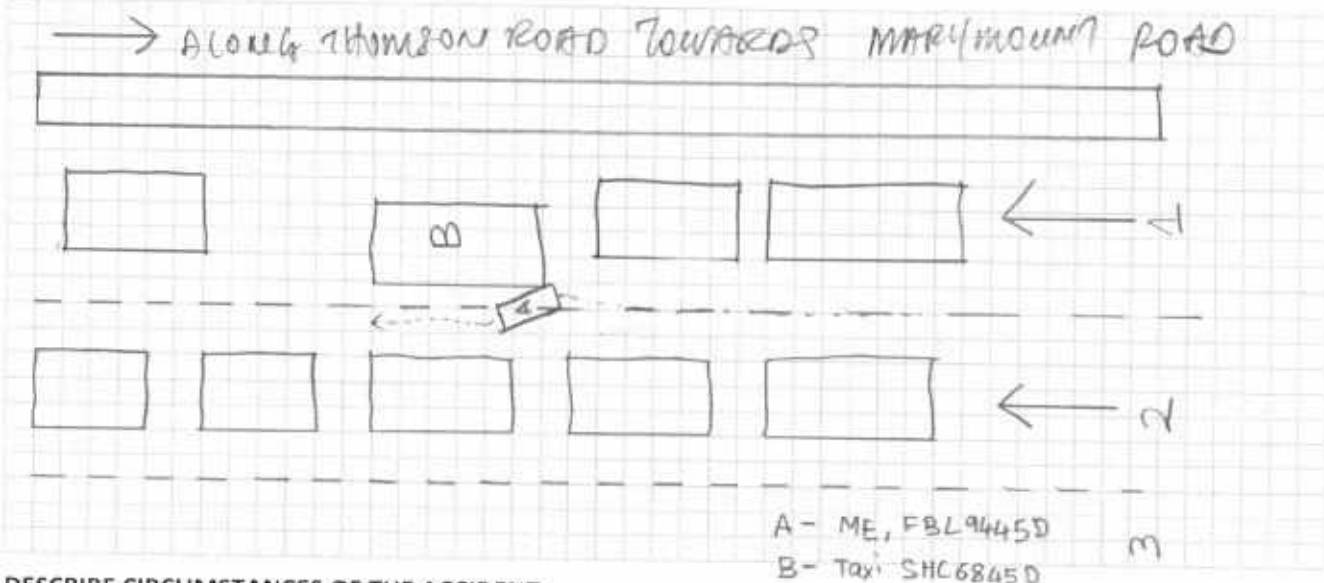 ALONG THOMSON ROAD TOWARDS MARYMOUNT ROAD
B
1
A
2
A - ME, FBL9445D
3
B - Taxi SHC6845D
DESCRIBE CIRCUMSTANCES OF THE ACCIDENT